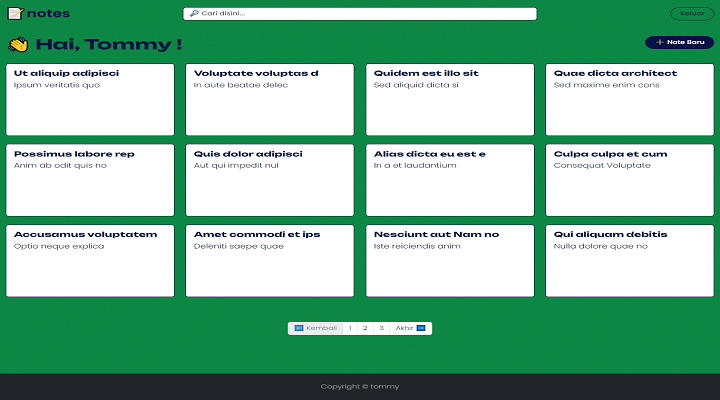 notes
Cari disini...
Keluar
Hai, Tommy !
Note Baru
Ut aliquip adipisci
Ipsum veritatis quo
Voluptate voluptas d
In aute beatae delec
Quidem est illo sit
Sed aliquid dicta si
Quae dicta architect
Sed maxime enim cons
Possimus labore rep
Anim ab odit quis no
Quis dolor adipisci
Aut qui impedit nul
Alias dicta eu est e
In a et laudantium
Culpa culpa et cum
Consequat Voluptate
Accusamus voluptatem
Optio neque explica
Amet commodi et ips
Deleniti saepe quae
Nesciunt aut Nam no
Iste reiciendis anim
Qui aliquam debitis
Nulla dolore quae no
Kembali 1 2 3 Akhir
Copyright © tommy